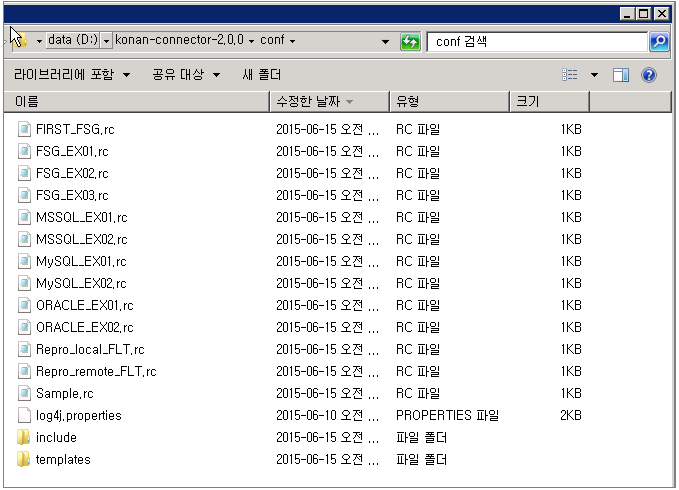 data (D:) konan-connector-2.0.0 conf conf 검색
라이브러리에 포함 공유 대상 새 폴더
이름 수정한 날짜 유형 크기
FIRST_FSG.rc 2015-06-15 오전 ... RC 파일 1KB
FSG_EX01.rc 2015-06-15 오전 ... RC 파일 1KB
FSG_EX02.rc 2015-06-15 오전 ... RC 파일 1KB
FSG_EX03.rc 2015-06-15 오전 ... RC 파일 1KB
MSSQL_EX01.rc 2015-06-15 오전 ... RC 파일 1KB
MSSQL_EX02.rc 2015-06-15 오전 ... RC 파일 1KB
MySQL_EX01.rc 2015-06-15 오전 ... RC 파일 1KB
MySQL_EX02.rc 2015-06-15 오전 ... RC 파일 1KB
ORACLE_EX01.rc 2015-06-15 오전 ... RC 파일 1KB
ORACLE_EX02.rc 2015-06-15 오전 ... RC 파일 1KB
Repro_local_FLT.rc 2015-06-15 오전 ... RC 파일 1KB
Repro_remote_FLT.rc 2015-06-15 오전 ... RC 파일 1KB
Sample.rc 2015-06-15 오전 ... RC 파일 1KB
log4j.properties 2015-06-10 오전 ... PROPERTIES 파일 2KB
include 2015-06-15 오전 ... 파일 폴더
templates 2015-06-15 오전 ... 파일 폴더